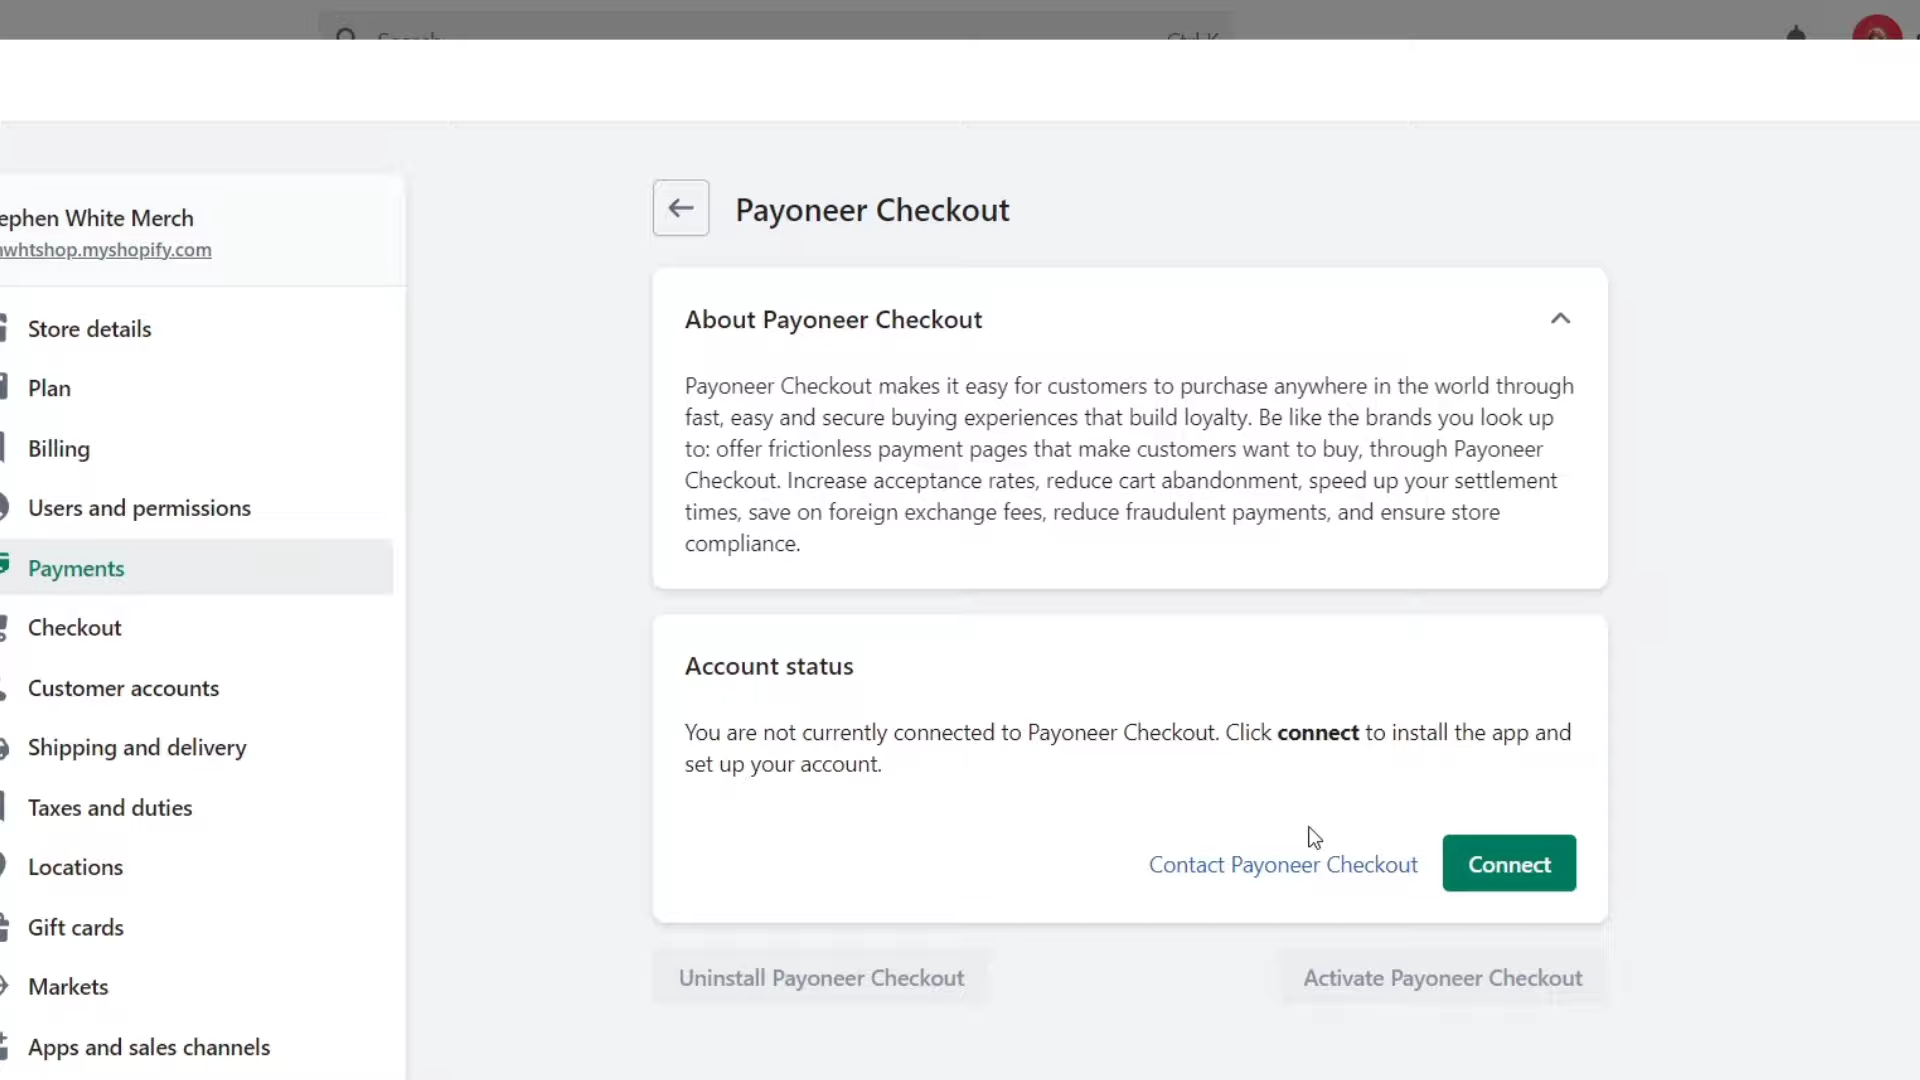 ephen White Merch
whtshop.myshopify.com
Store details
Plan
Billing
Users and permissions
Payments
Checkout
Customer accounts
Shipping and delivery
Taxes and duties
Locations
Gift cards
Markets
Apps and sales channels
Payoneer Checkout
About Payoneer Checkout
Payoneer Checkout makes it easy for customers to purchase anywhere in the world through
fast, easy and secure buying experiences that build loyalty. Be like the brands you look up
to: offer frictionless payment pages that make customers want to buy, through Payoneer
Checkout. Increase acceptance rates, reduce cart abandonment, speed up your settlement
times, save on foreign exchange fees, reduce fraudulent payments, and ensure store
compliance.
Account status
You are not currently connected to Payoneer Checkout. Click connect to install the app and
set up your account.
Contact Payoneer Checkout
Connect
Uninstall Payoneer Checkout
Activate Payoneer Checkout